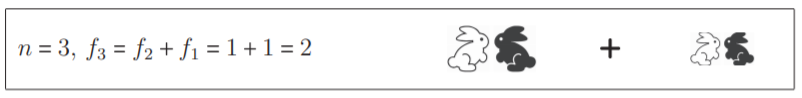 n = 3, f₃ = f₂ + f₁ = 1 + 1 = 2 +